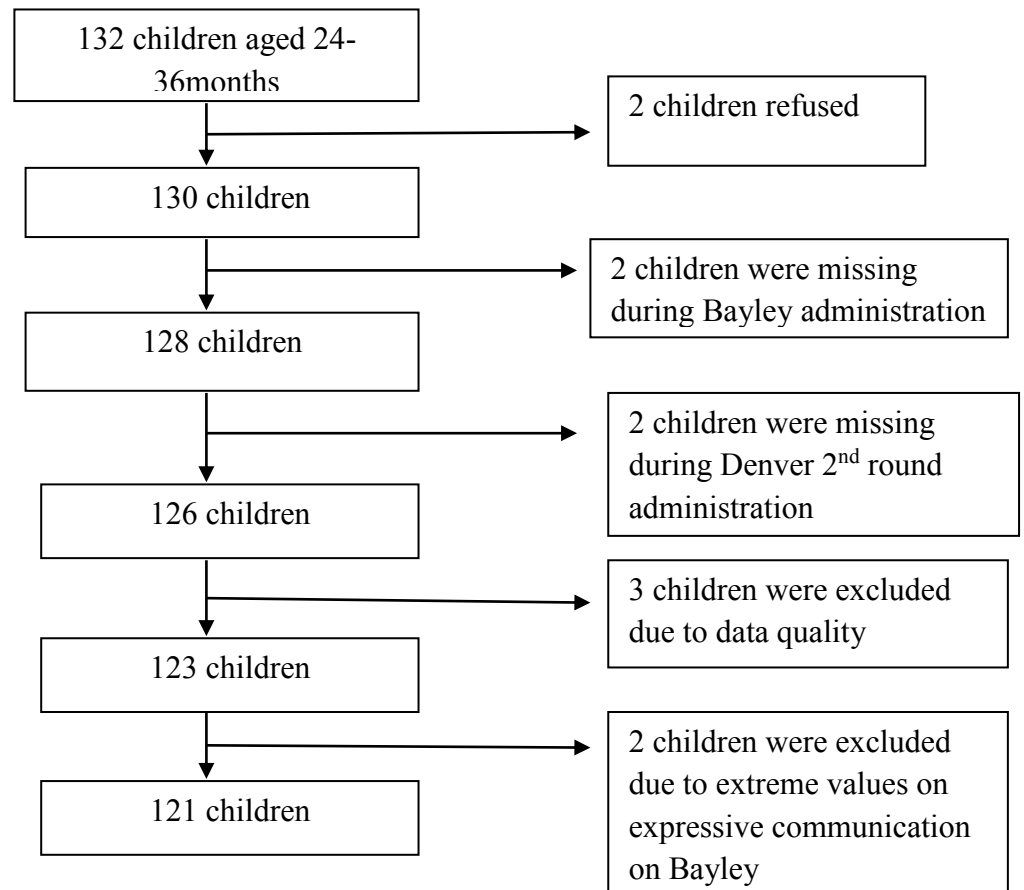 132 children aged 24-
36months
2 children refused
130 children
2 children were missing
during Bayley administration
128 children
2 children were missing
during Denver 2nd round
administration
126 children
3 children were excluded
due to data quality
123 children
2 children were excluded
due to extreme values on
expressive communication
on Bayley
121 children